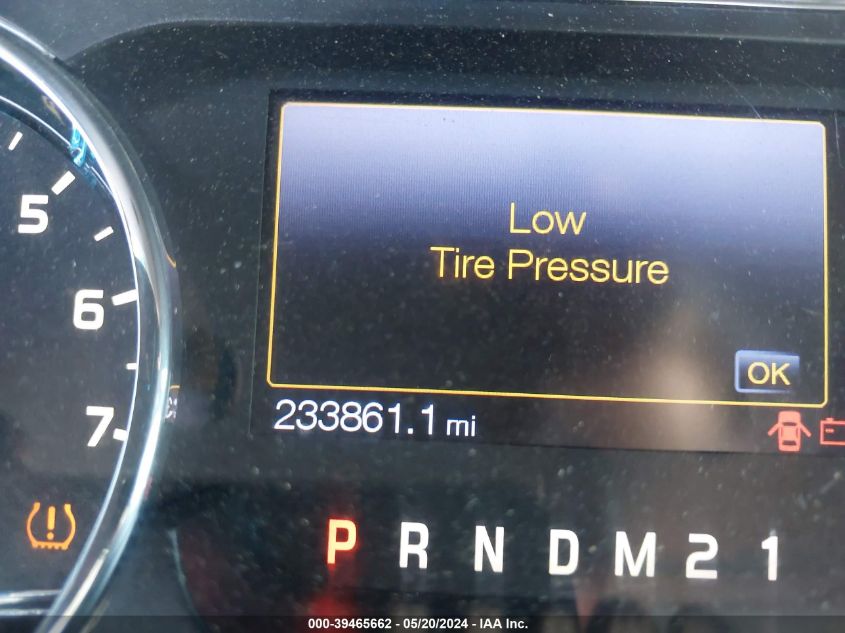 5
6
7
Low
Tire Pressure
OK
233861.1 mi
P R N D M 2 1
000-39465662 - 05/20/2024 - IAA, Inc.